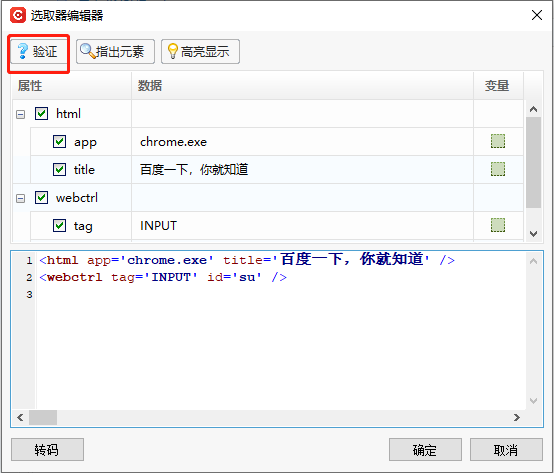 选取器编辑器
验证 指出元素 高亮显示
属性 数据 变量
html
app chrome.exe
title 百度一下，你就知道
webctrl
tag INPUT
1 <html app='chrome.exe' title='百度一下，你就知道' />
2 <webctrl tag='INPUT' id='su' />
3
转码 确定 取消